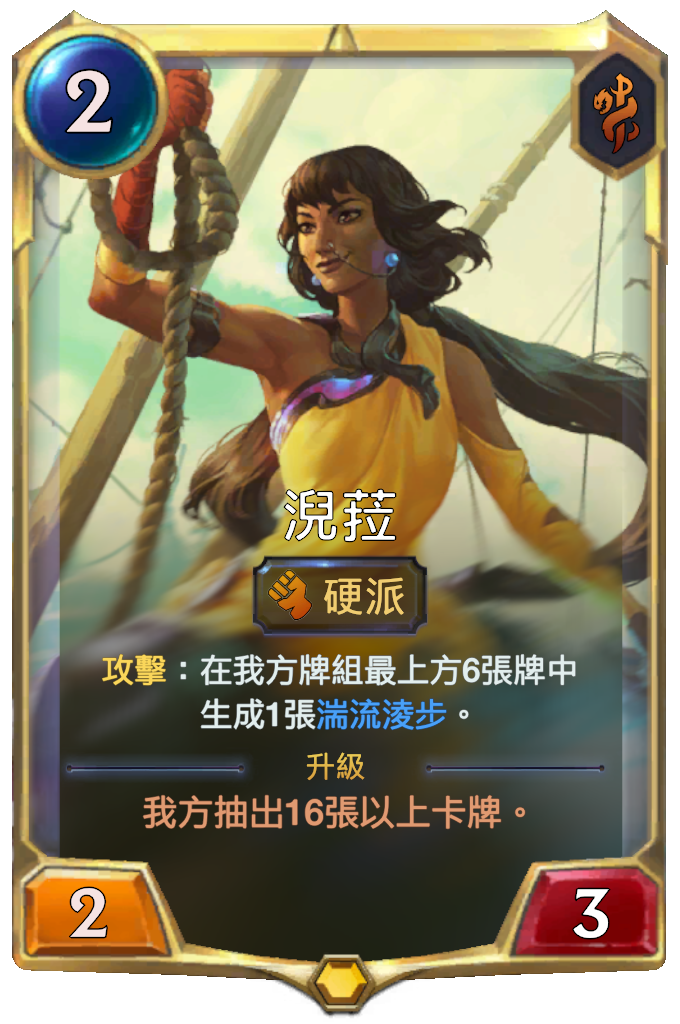 2
淣菈
硬派
攻擊：在我方牌組最上方6張牌中
生成1張湍流淩步。
升級
我方抽出16張以上卡牌。
2
3